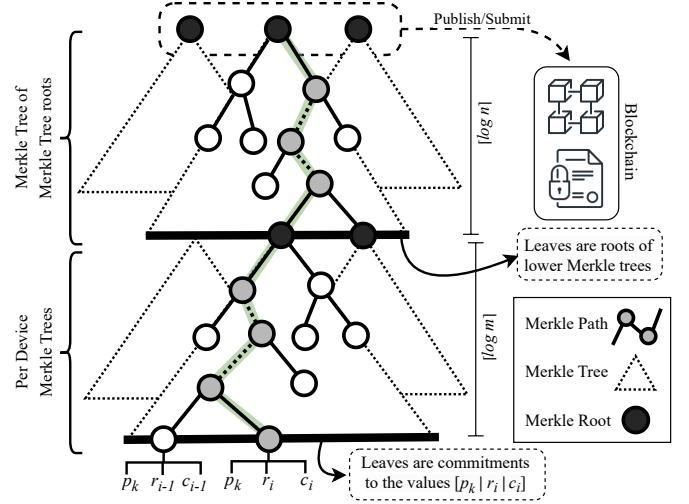 Publish/Submit
Merkle Tree of
Merkle Tree roots
|log n|
Blockchain
Leaves are roots of
lower Merkle trees
Per Device
Merkle Trees
|log m|
Merkle Path
Merkle Tree
Merkle Root
p_k r_{i-1} c_{i-1} p_k r_i c_i
Leaves are commitments
to the values [p_k | r_i | c_i]